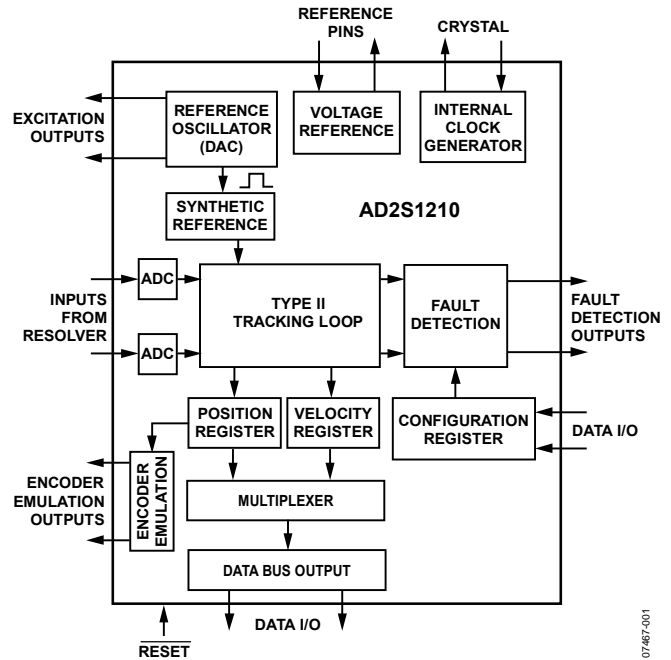 REFERENCE
PINS
CRYSTAL
EXCITATION
OUTPUTS
REFERENCE
OSCILLATOR
(DAC)
VOLTAGE
REFERENCE
INTERNAL
CLOCK
GENERATOR
SYNTHETIC
REFERENCE
AD2S1210
INPUTS
FROM
RESOLVER
ADC
ADC
TYPE II
TRACKING LOOP
FAULT
DETECTION
FAULT
DETECTION
OUTPUTS
POSITION
REGISTER
VELOCITY
REGISTER
CONFIGURATION
REGISTER
DATA I/O
ENCODER
EMULATION
OUTPUTS
ENCODER
EMULATION
MULTIPLEXER
DATA BUS OUTPUT
DATA I/O
RESET
07467-001